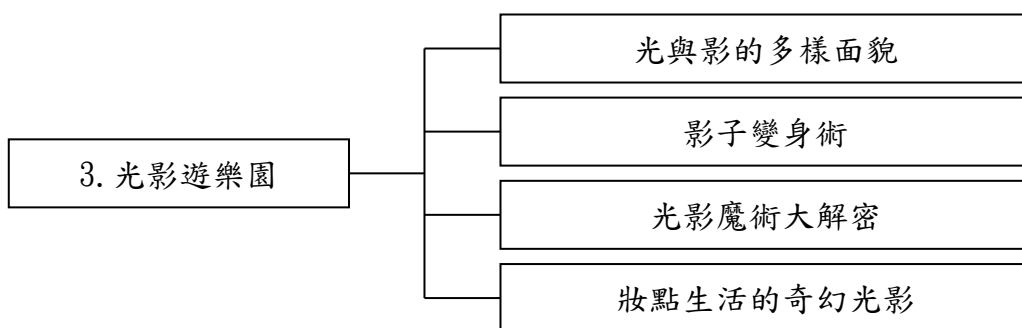 3.光影遊樂園
光與影的多樣面貌
影子變身術
光影魔術大解密
妝點生活的奇幻光影